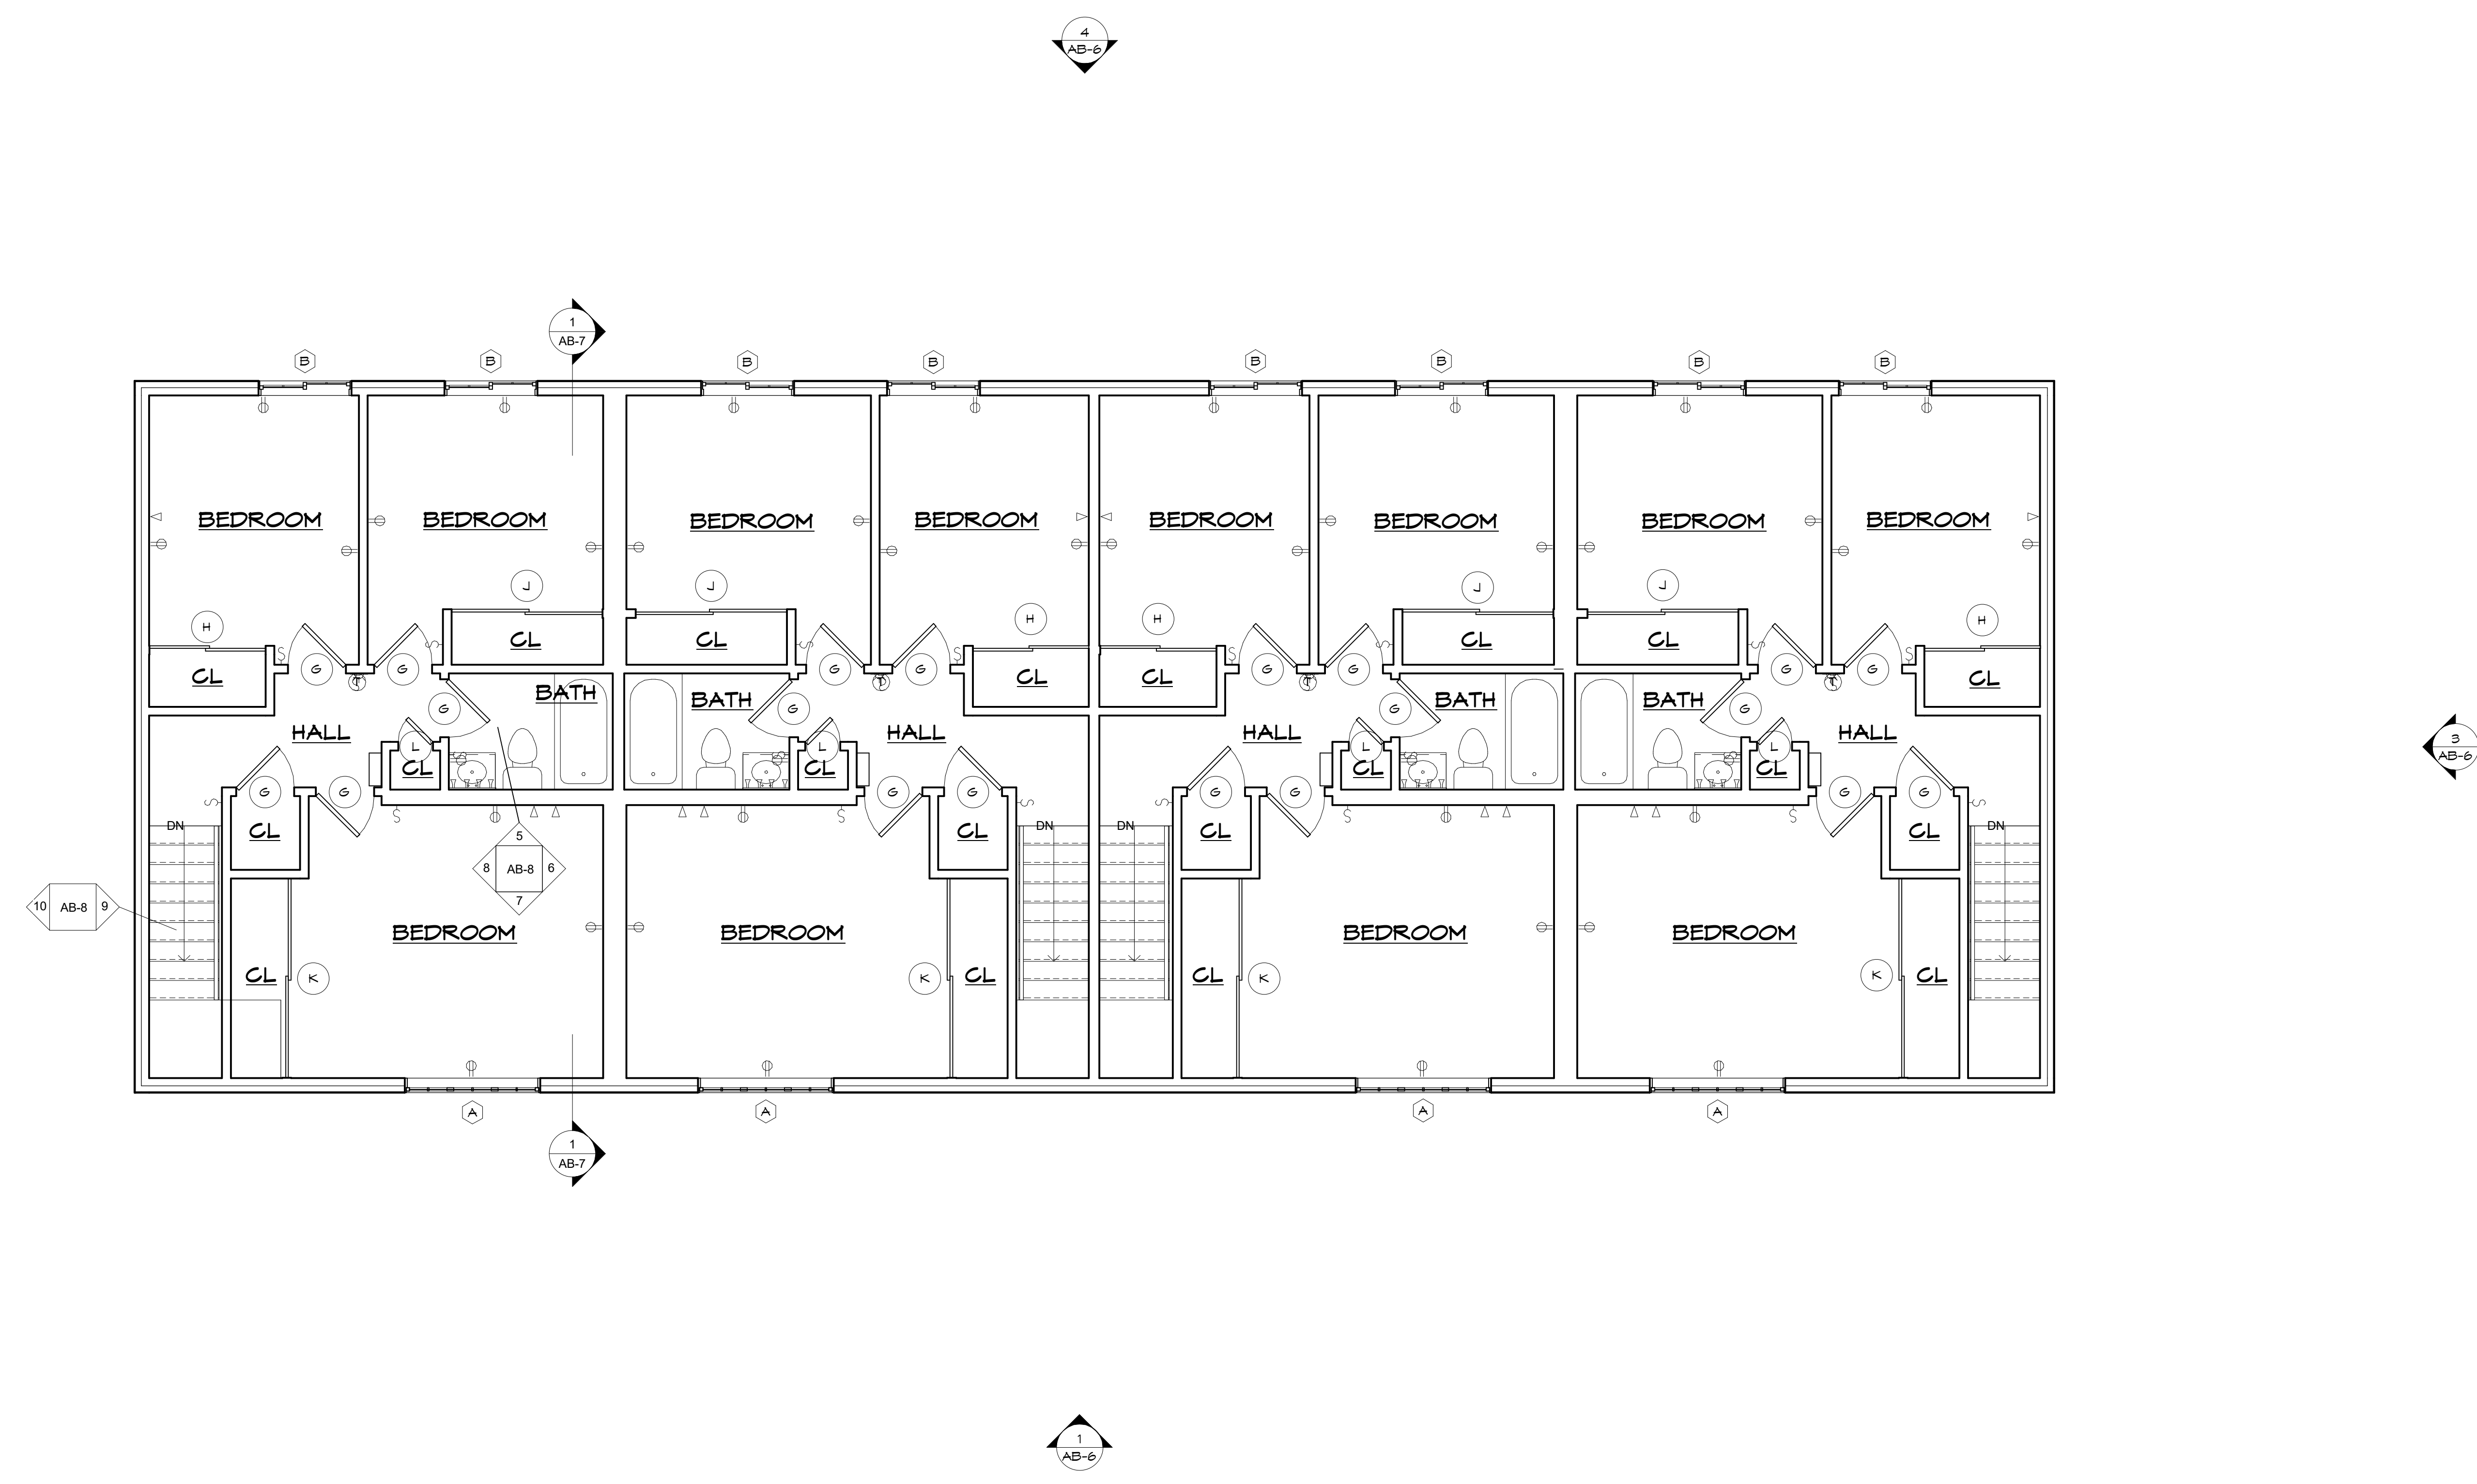 4
AB-6
1
AB-7
B B B B B B B B
BEDROOM BEDROOM BEDROOM BEDROOM BEDROOM BEDROOM BEDROOM BEDROOM
J J J J
H H H H
CL CL CL CL
S S S S S S S S
G G G G G G G G
CL CL CL CL
T T T T
BATH BATH BATH BATH
G G G G
HALL HALL HALL HALL
L L L L
CL CL CL CL
3
AB-6
G G G G G G G G
S S S S S S S S
DN CL CL DN DN CL CL DN
5
8 AB-8 6
7
10 AB-8 9
BEDROOM BEDROOM BEDROOM BEDROOM
CL K K CL CL K K CL
A A A A
1
AB-7
1
AB-6